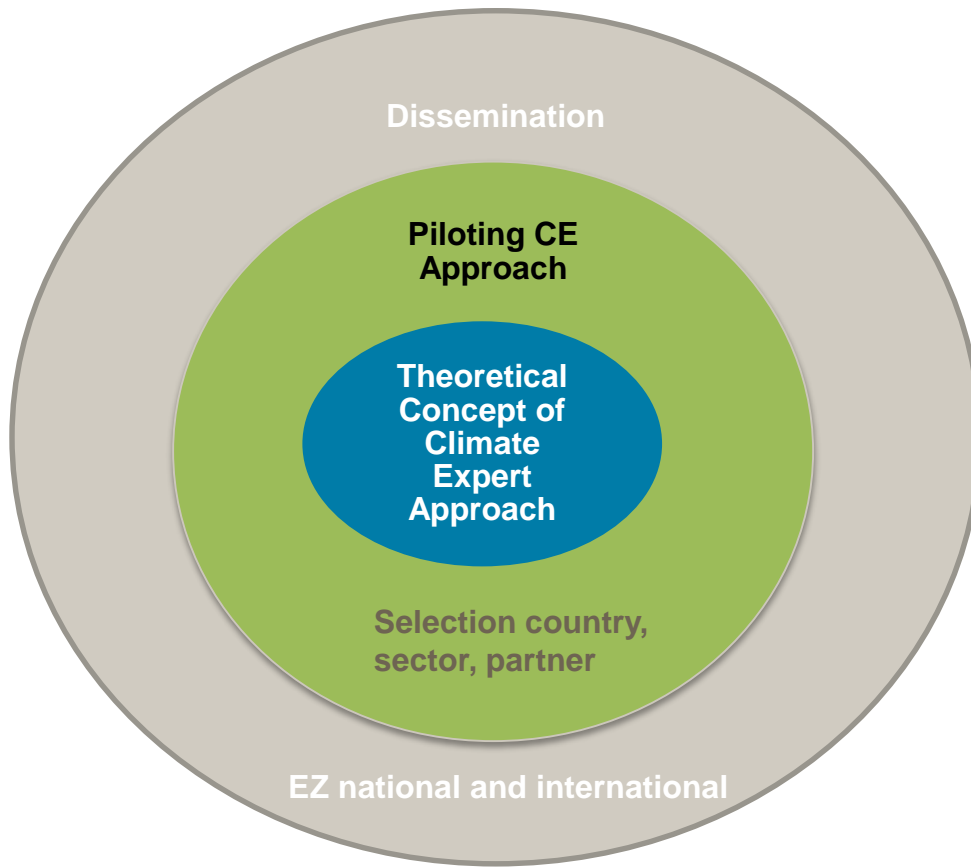 Dissemination
Piloting CE
Approach
Theoretical
Concept of
Climate
Expert
Approach
Selection country,
sector, partner
EZ national and international